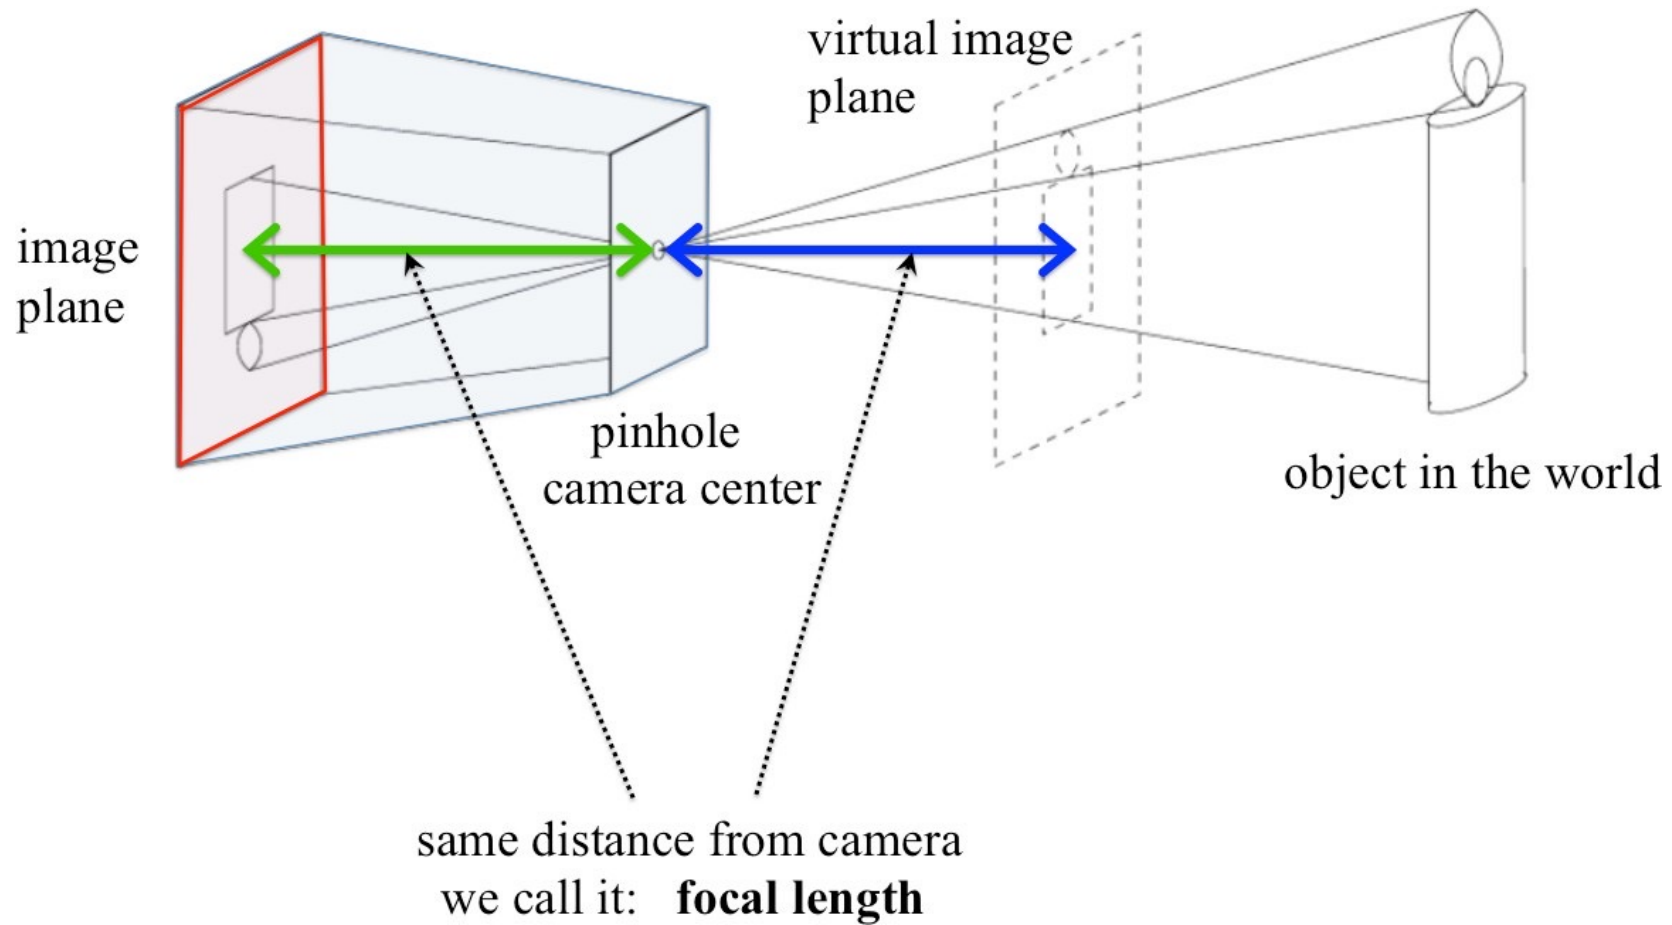 virtual image
plane
image
plane
pinhole
camera center
object in the world
same distance from camera
we call it: focal length